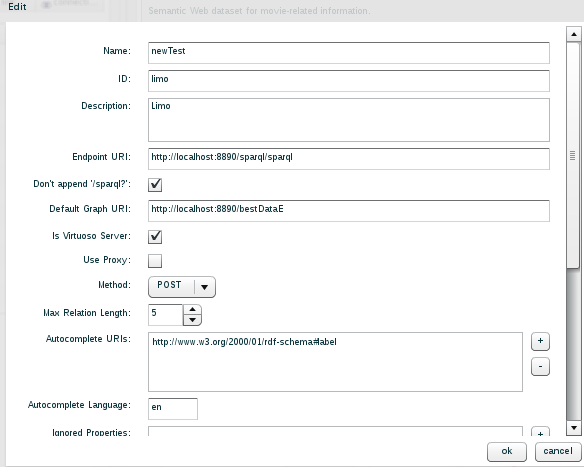 Edit
Semantic Web dataset for movie-related information.
Name: newTest
ID: limo
Description: Limo
Endpoint URI: http://localhost:8890/sparql/sparql
Don't append '/sparql?':
Default Graph URI: http://localhost:8890/bestDataE
Is Virtuoso Server:
Use Proxy:
Method: POST
Max Relation Length: 5
Autocomplete URIs: http://www.w3.org/2000/01/rdf-schema#label
+
-
Autocomplete Language: en
Ignored Properties: +
ok cancel